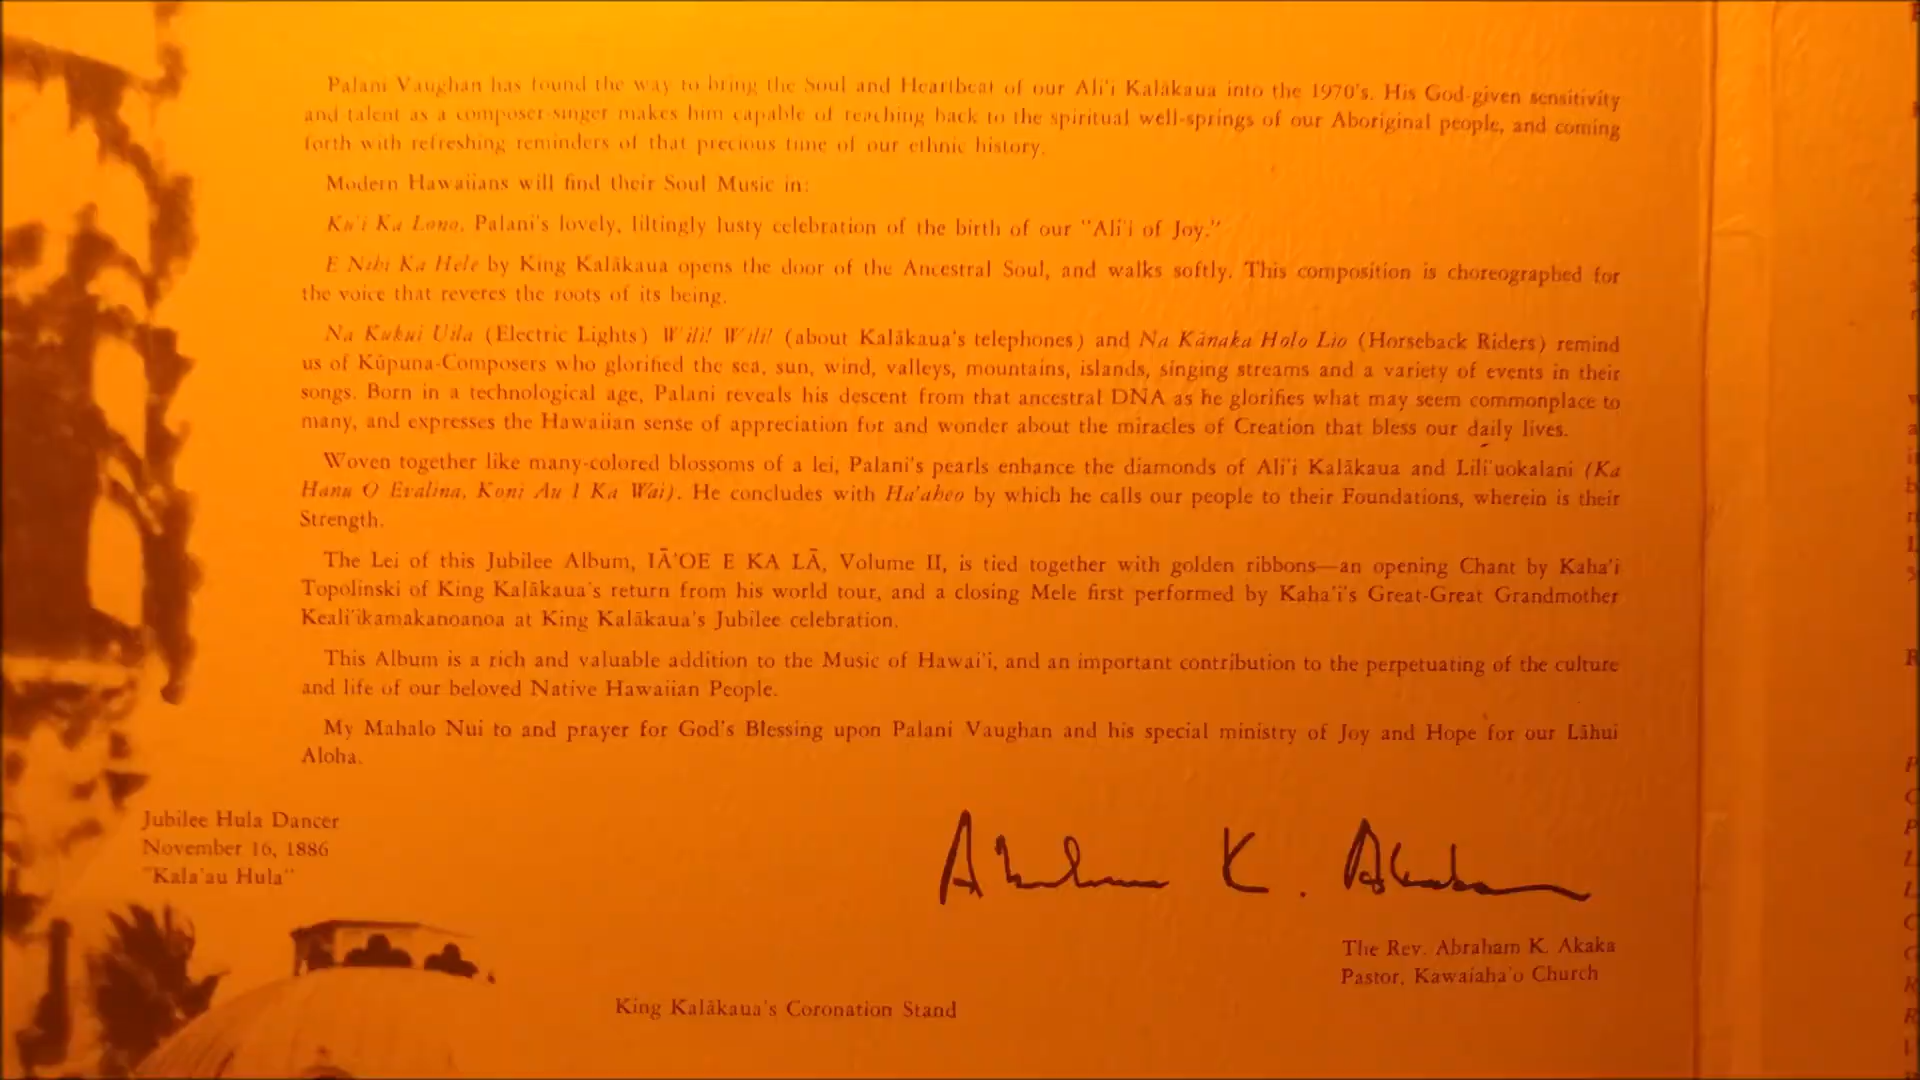 Palani Vaughan has found the way to bring the Soul and Heartbeat of our Ali'i Kalākaua into the 1970's. His God-given sensitivity
and talent as a composer-singer makes him capable of reaching back to the spiritual well-springs of our Aboriginal people, and coming
forth with refreshing reminders of that precious time of our ethnic history.
Modern Hawaiians will find their Soul Music in:
Ku'i Ka Lono, Palani's lovely, liltingly lusty celebration of the birth of our "Ali'i of Joy."
E Nihi Ka Hele by King Kalākaua opens the door of the Ancestral Soul, and walks softly. This composition is choreographed for
the voice that reveres the roots of its being.
Na Kukui Uila (Electric Lights) Wili! Wili! (about Kalākaua's telephones) and Na Kānaka Holo Lio (Horseback Riders) remind
us of Kūpuna-Composers who glorified the sea, sun, wind, valleys, mountains, islands, singing streams and a variety of events in their
songs. Born in a technological age, Palani reveals his descent from that ancestral DNA as he glorifies what may seem commonplace to
many, and expresses the Hawaiian sense of appreciation for and wonder about the miracles of Creation that bless our daily lives.
Woven together like many-colored blossoms of a lei, Palani's pearls enhance the diamonds of Ali'i Kalākaua and Lili'uokalani (Ka
Hanu O Evalina, Koni Au I Ka Wai). He concludes with Ha'aheo by which he calls our people to their Foundations, wherein is their
Strength.
The Lei of this Jubilee Album, IĀ'OE E KA LĀ, Volume II, is tied together with golden ribbons—an opening Chant by Kaha'i
Topolinski of King Kalākaua's return from his world tour, and a closing Mele first performed by Kaha'i's Great-Great Grandmother
Keali'ikamakanoanoa at King Kalākaua's Jubilee celebration.
This Album is a rich and valuable addition to the Music of Hawai'i, and an important contribution to the perpetuating of the culture
and life of our beloved Native Hawaiian People.
My Mahalo Nui to and prayer for God's Blessing upon Palani Vaughan and his special ministry of Joy and Hope for our Lāhui
Aloha.
Jubilee Hula Dancer
November 16, 1886
"Kala'au Hula"
Abraham K. Akaka
The Rev. Abraham K. Akaka
Pastor, Kawaiaha'o Church
King Kalākaua's Coronation Stand